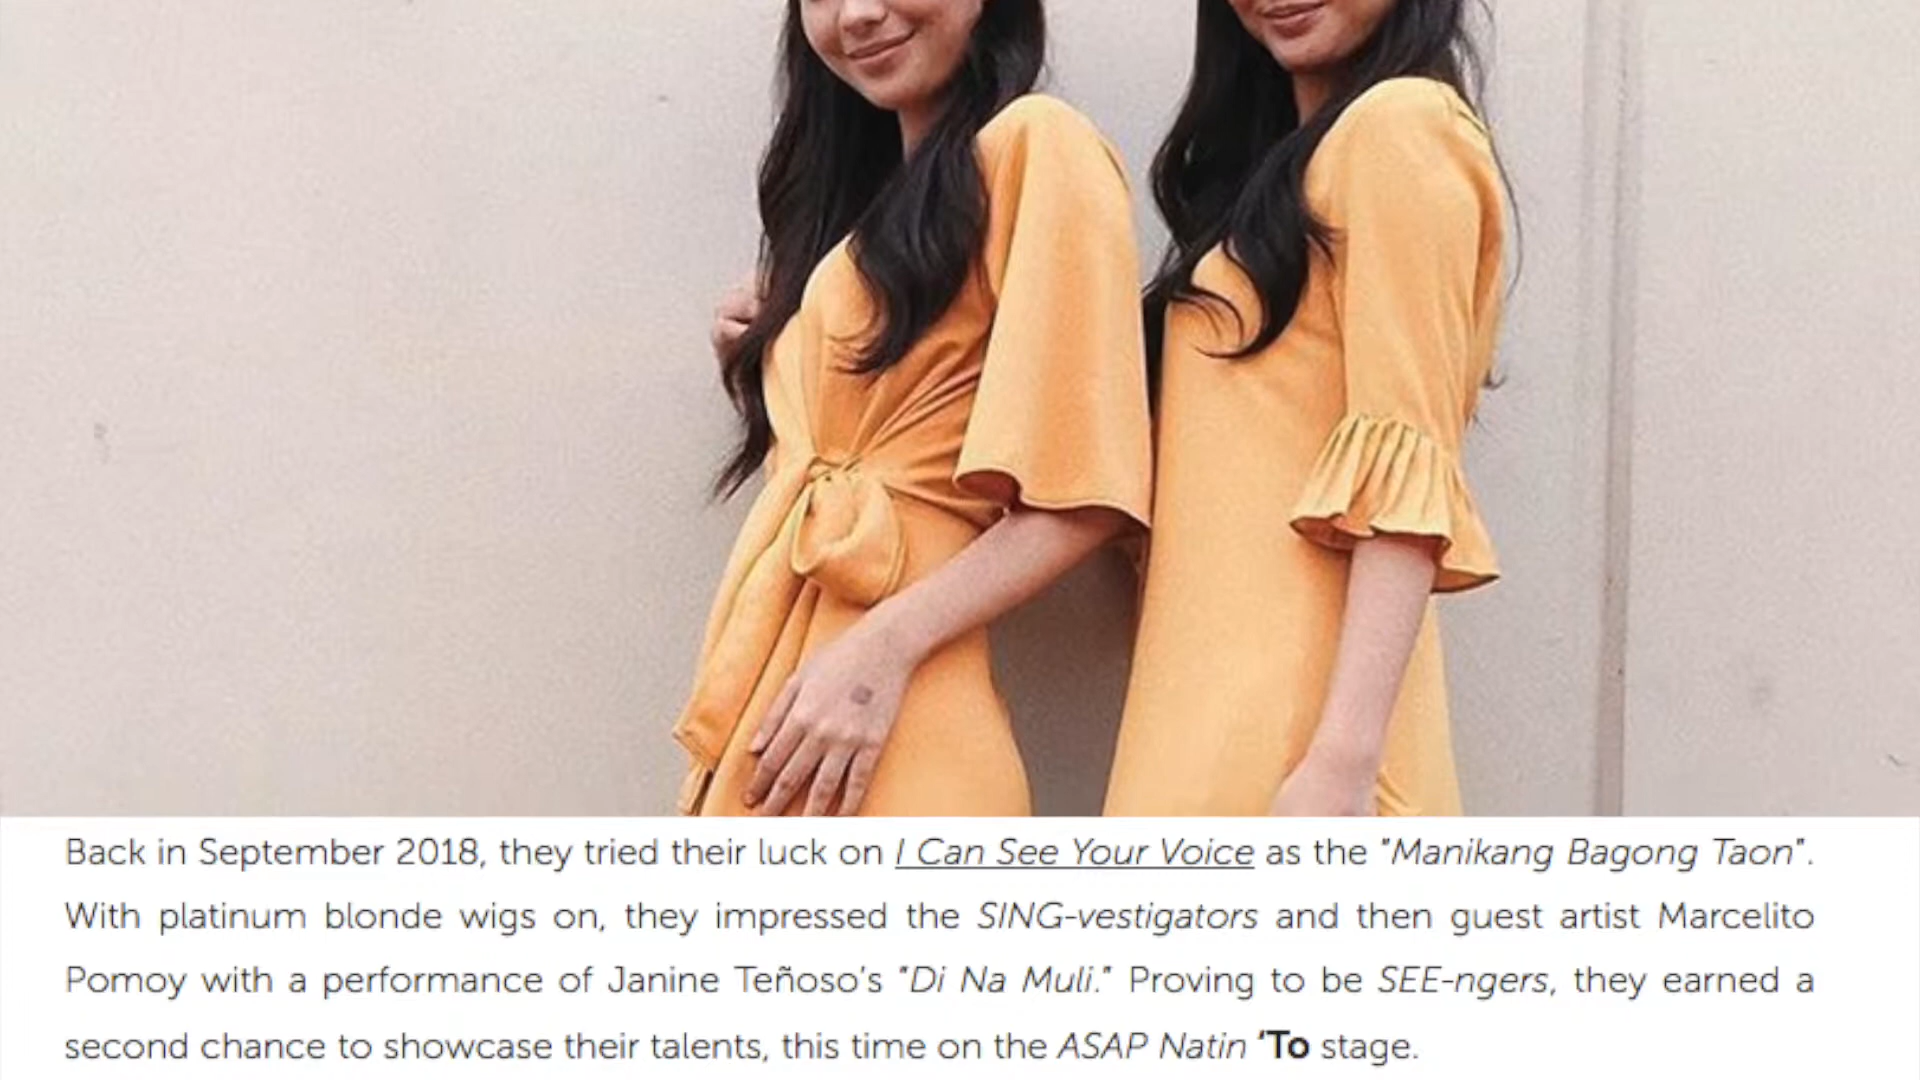 Back in September 2018, they tried their luck on I Can See Your Voice as the "Manikang Bagong Taon".
With platinum blonde wigs on, they impressed the SING-vestigators and then guest artist Marcelito
Pomoy with a performance of Janine Teñoso's "Di Na Muli." Proving to be SEE-ngers, they earned a
second chance to showcase their talents, this time on the ASAP Natin 'To stage.